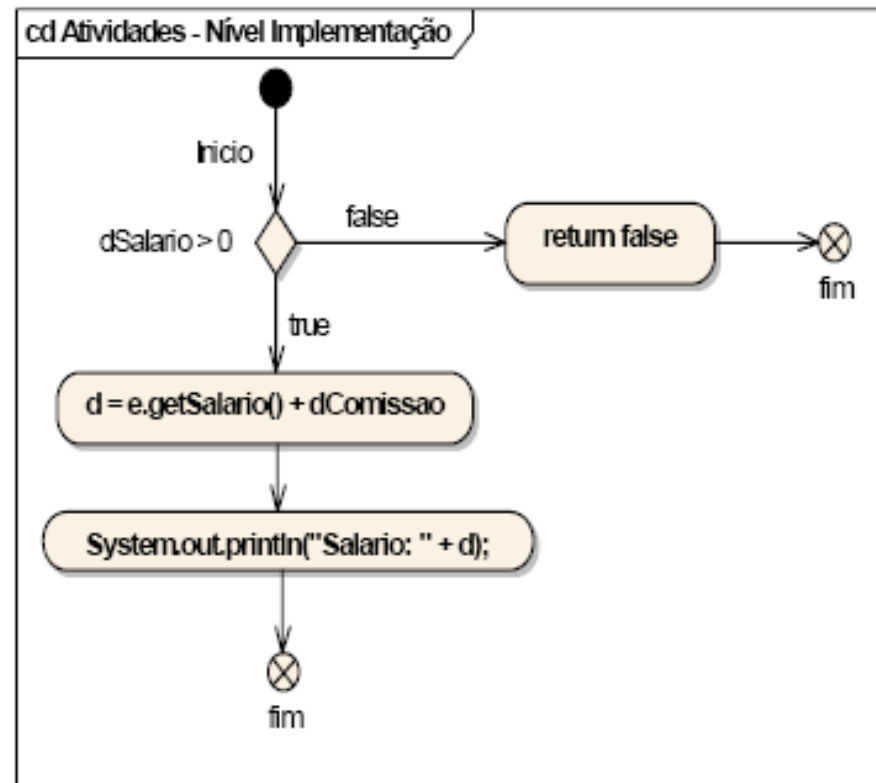 cd Atividades - Nível Implementação
Inicio
dSalario > 0
false
return false
fim
true
d = e.getSalario() + dComissao
System.out.println("Salario: " + d);
fim